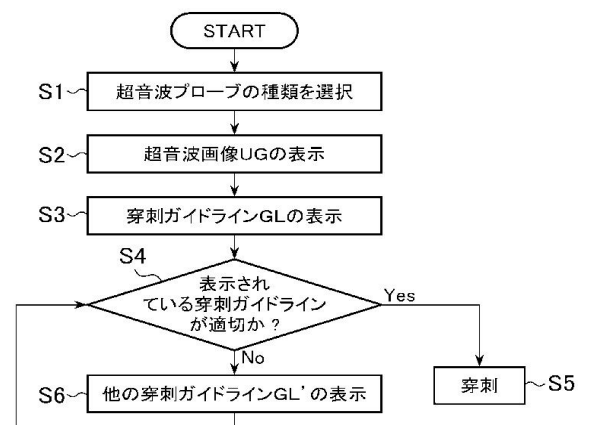 START
S1
超音波プローブの種類を選択
S2
超音波画像UGの表示
S3
穿刺ガイドラインGLの表示
S4
表示され
ている穿刺ガイドライン
が適切か？
Yes
No
S6
他の穿刺ガイドラインGL'の表示
穿刺
S5